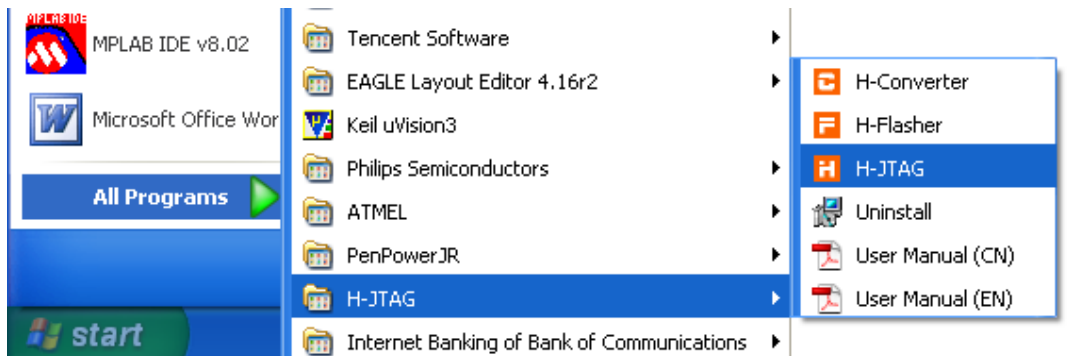 MPLAB IDE
MPLAB IDE v8.02
Microsoft Office Wor
All Programs
start
Tencent Software
EAGLE Layout Editor 4.16r2
Keil uVision3
Philips Semiconductors
ATMEL
PenPowerJR
H-JTAG
Internet Banking of Bank of Communications
H-Converter
H-Flasher
H-JTAG
Uninstall
User Manual (CN)
User Manual (EN)